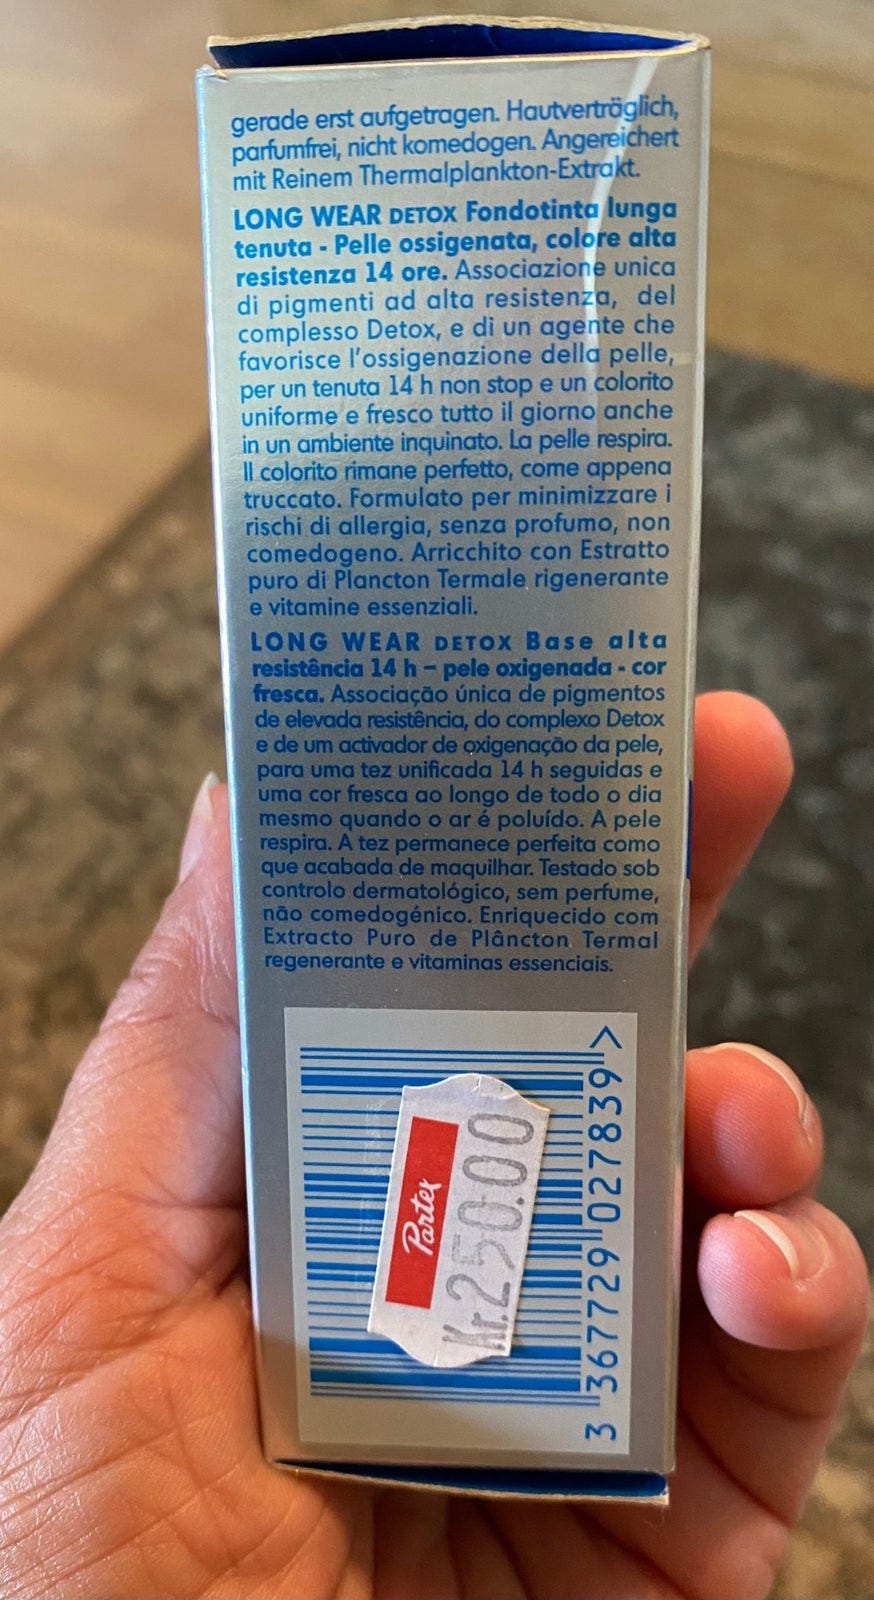 gerade erst aufgetragen. Hautverträglich,
parfumfrei, nicht komedogen. Angereichert
mit Reinem Thermalplankton-Extrakt.
LONG WEAR DETOX Fondotinta lunga
tenuta - Pelle ossigenata, colore alta
resistenza 14 ore. Associazione unica
di pigmenti ad alta resistenza, del
complesso Detox, e di un agente che
favorisce l'ossigenazione della pelle,
per un tenuta 14 h non stop e un colorito
uniforme e fresco tutto il giorno anche
in un ambiente inquinato. La pelle respira.
Il colorito rimane perfetto, come appena
truccato. Formulato per minimizzare i
rischi di allergia, senza profumo, non
comedogeno. Arricchito con Estratto
puro di Plancton Termale rigenerante
e vitamine essenziali.
LONG WEAR DETOX Base alta
resistência 14 h – pele oxigenada - cor
fresca. Associação única de pigmentos
de elevada resistência, do complexo Detox
e de um activador de oxigenação da pele,
para uma tez unificada 14 h seguidas e
uma cor fresca ao longo de todo o dia
mesmo quando o ar é poluído. A pele
respira. A tez permanece perfeita como
que acabada de maquilhar. Testado sob
controlo dermatológico, sem perfume,
não comedogénico. Enriquecido com
Extracto Puro de Plâncton Termal
regenerante e vitaminas essenciais.
Partex
Kr.250.00
3 367729 027839 >